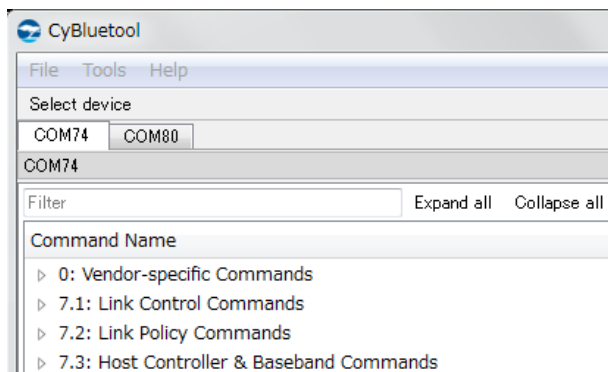 CyBluetool
File Tools Help
Select device
COM74 COM80
COM74
Filter Expand all Collapse all
Command Name
0: Vendor-specific Commands
7.1: Link Control Commands
7.2: Link Policy Commands
7.3: Host Controller & Baseband Commands